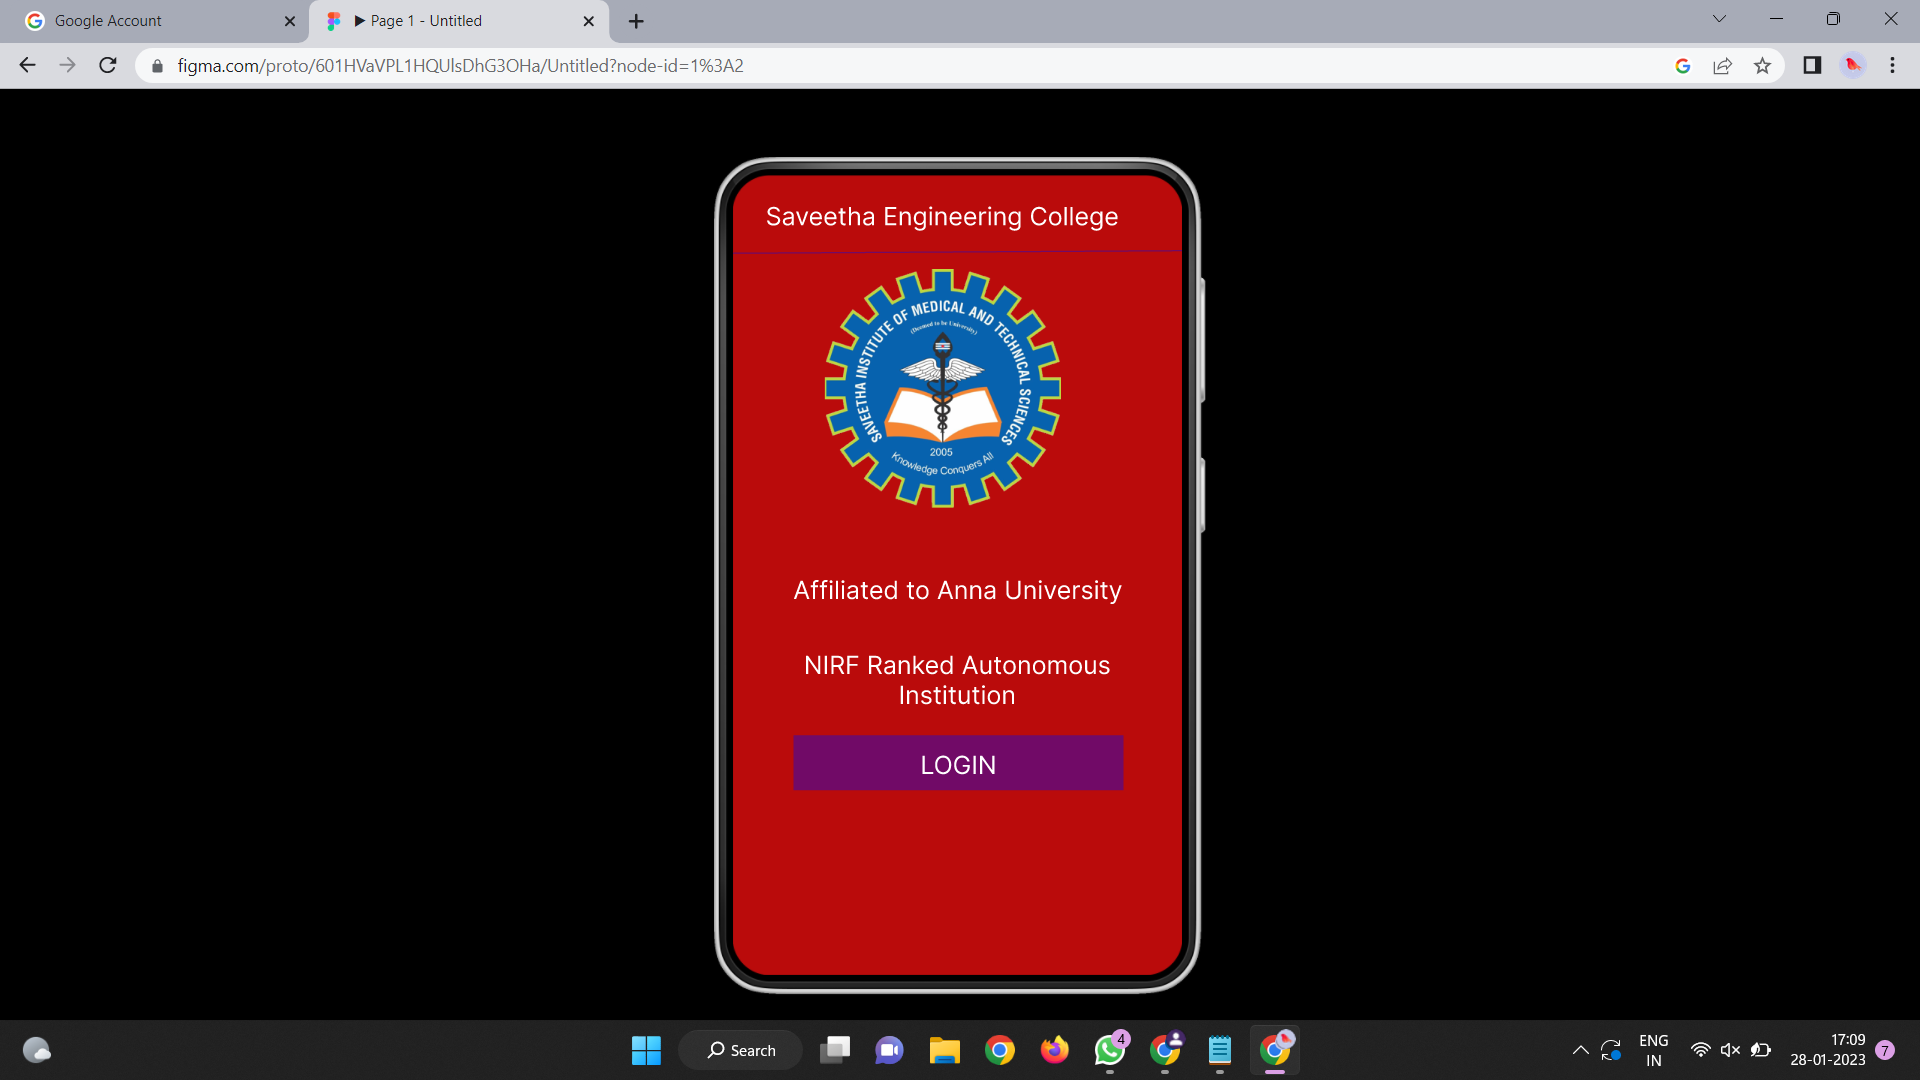 Google Account
▶ Page 1 - Untitled
figma.com/proto/601HVaVPL1HQUlsDhG3OHa/Untitled?node-id=1%3A2
Saveetha Engineering College
SAVEETHA INSTITUTE OF MEDICAL AND TECHNICAL SCIENCES
(Deemed to be University)
2005
Knowledge Conquers All
Affiliated to Anna University
NIRF Ranked Autonomous
Institution
LOGIN
Search
4
ENG
IN
17:09
28-01-2023
7